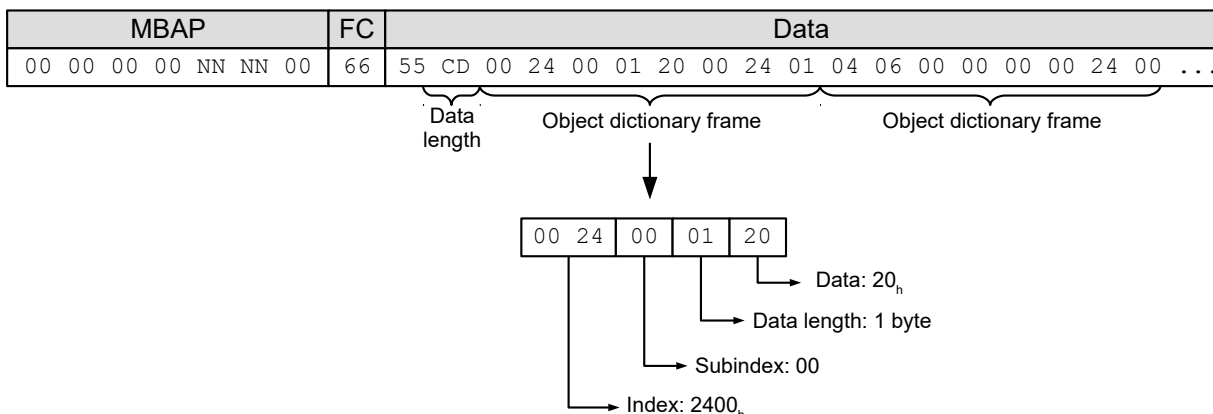 MBAP FC Data
00 00 00 00 NN NN 00 66 55 CD 00 24 00 01 20 00 24 01 04 06 00 00 00 00 24 00 ...
Data length
Object dictionary frame
Object dictionary frame
00 24 00 01 20
Data: 20h
Data length: 1 byte
Subindex: 00
Index: 2400h